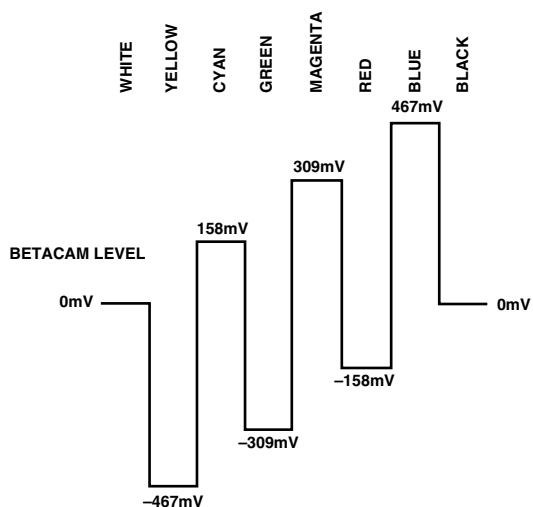 WHITE
YELLOW
CYAN
GREEN
MAGENTA
RED
BLUE
BLACK
467mV
309mV
158mV
BETACAM LEVEL
0mV
0mV
–158mV
–309mV
–467mV